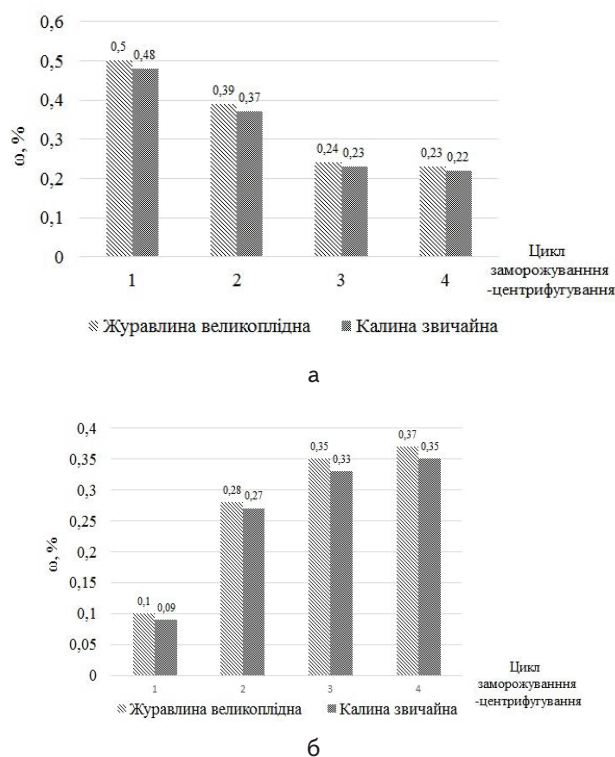 0,6
0,5
0,4
0,3
0,2
0,1
0
ω, %
0,5
0,48
0,39
0,37
0,24
0,23
0,23
0,22
1
2
3
4
Цикл
заморожуванння
-центрифугування
Журавлина великоплідна
Калина звичайна
а
0,4
0,35
0,3
0,25
0,2
0,15
0,1
0,05
0
ω, %
0,1
0,09
0,28
0,27
0,35
0,33
0,37
0,35
1
2
3
4
Цикл
заморожуванння
-центрифугування
Журавлина великоплідна
Калина звичайна
б